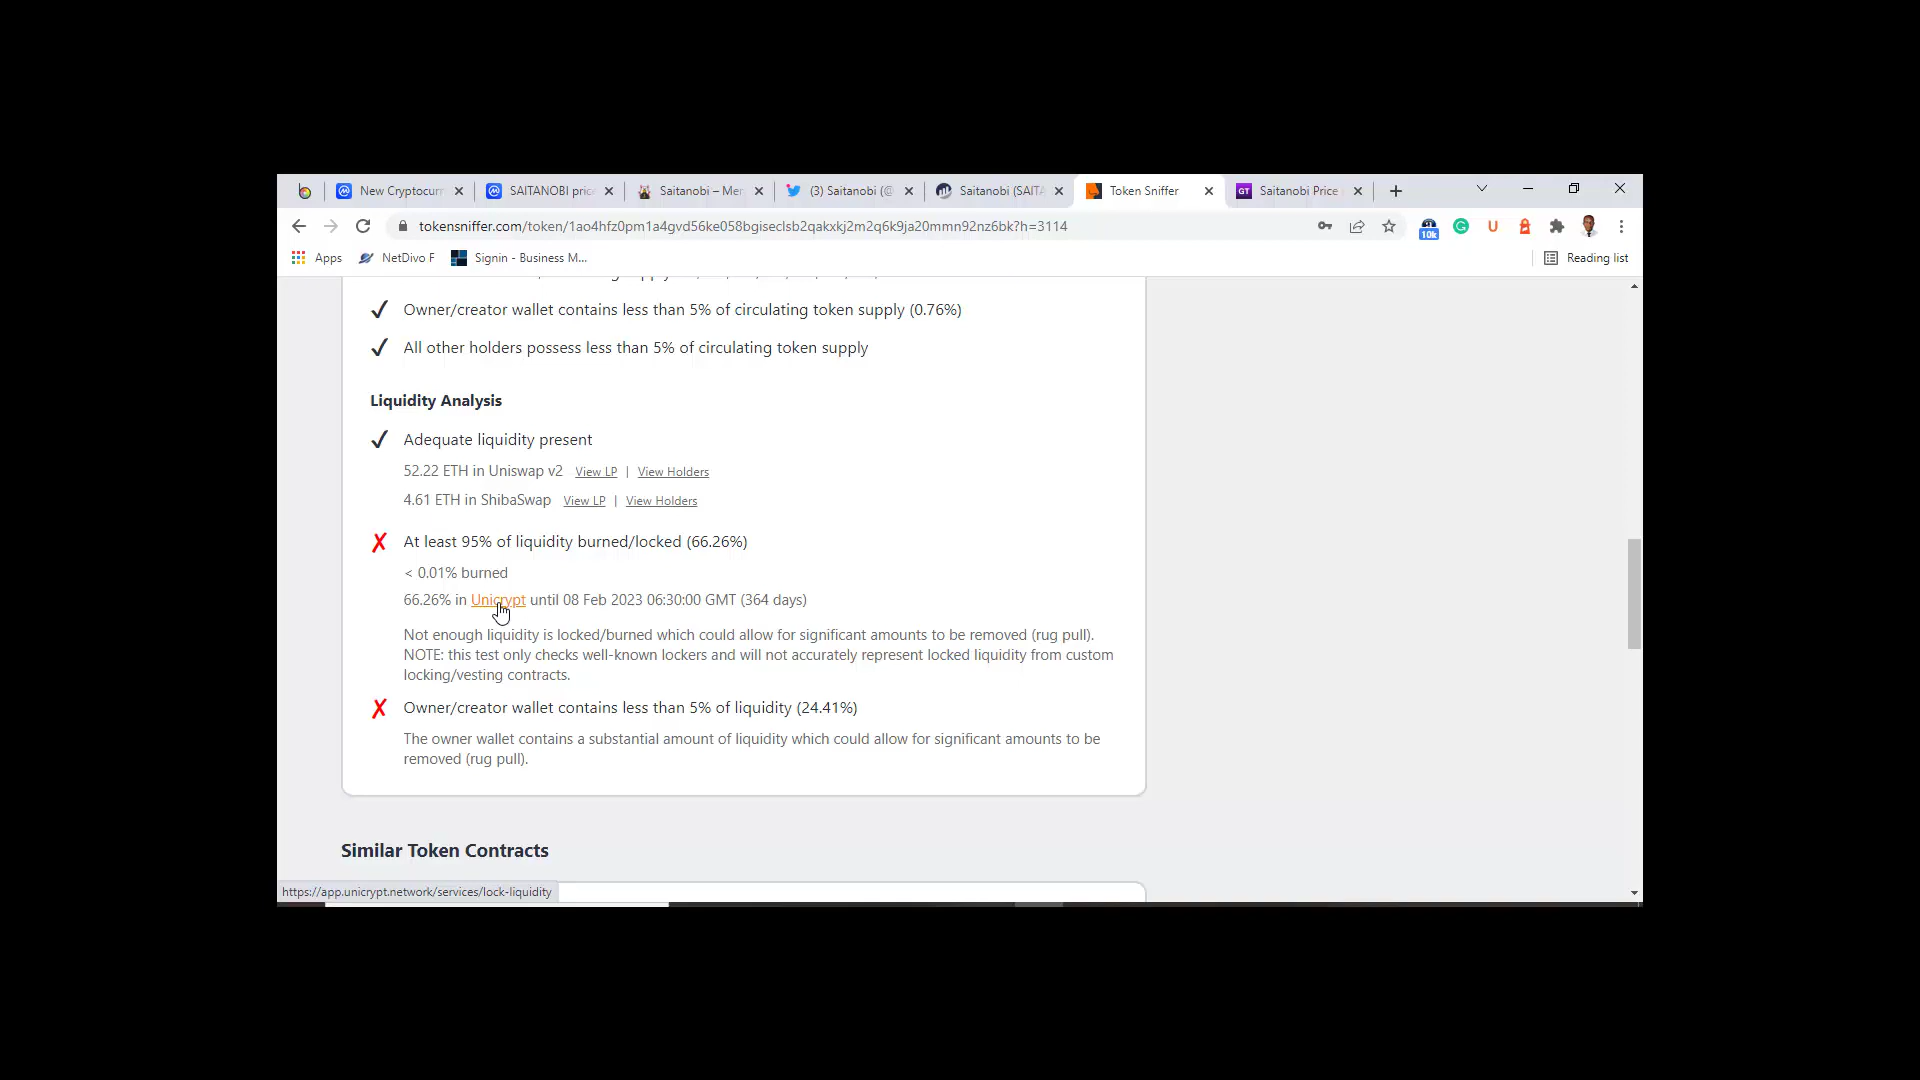 New Cryptocurr
SAITANOBI pric
Saitanobi – Mer
(3) Saitanobi (@
Saitanobi (SAITA
Token Sniffer
GT
Saitanobi Price
tokensniffer.com/token/1ao4hfz0pm1a4gvd56ke058bgiseclsb2qakxkj2m2q6k9ja20mmn92nz6bk?h=3114
10k
Apps
NetDivo F
Signin - Business M...
Reading list
Owner/creator wallet contains less than 5% of circulating token supply (0.76%)
All other holders possess less than 5% of circulating token supply
Liquidity Analysis
Adequate liquidity present
52.22 ETH in Uniswap v2 View LP | View Holders
4.61 ETH in ShibaSwap View LP | View Holders
At least 95% of liquidity burned/locked (66.26%)
< 0.01% burned
66.26% in Unicrypt until 08 Feb 2023 06:30:00 GMT (364 days)
Not enough liquidity is locked/burned which could allow for significant amounts to be removed (rug pull).
NOTE: this test only checks well-known lockers and will not accurately represent locked liquidity from custom
locking/vesting contracts.
Owner/creator wallet contains less than 5% of liquidity (24.41%)
The owner wallet contains a substantial amount of liquidity which could allow for significant amounts to be
removed (rug pull).
Similar Token Contracts
https://app.unicrypt.network/services/lock-liquidity